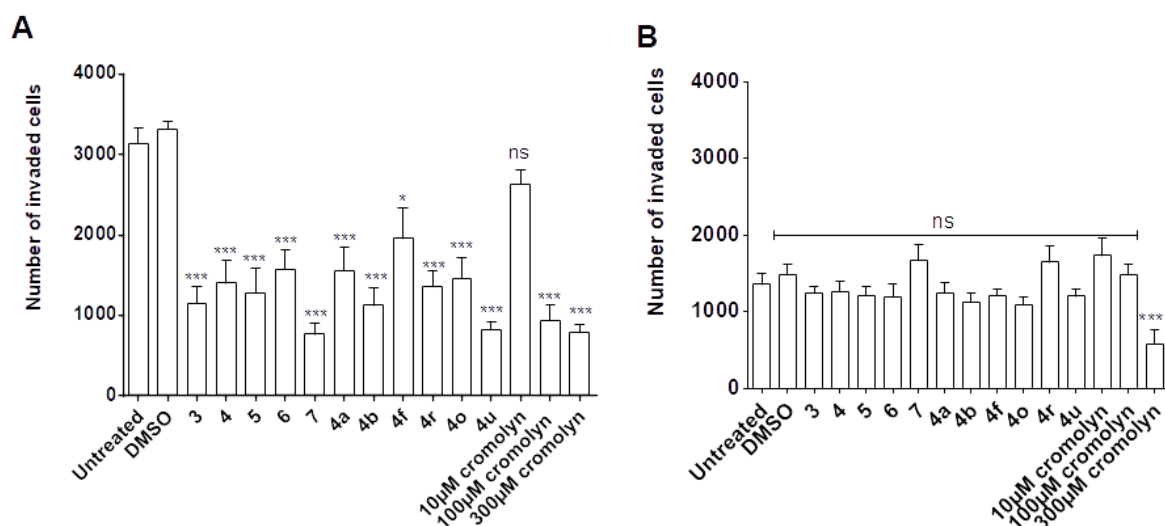 A
Number of invaded cells
4000
3000
2000
1000
0
***
***
***
***
***
***
***
*
***
***
***
ns
***
***
Untreated
DMSO
3
4
5
6
7
4a
4b
4f
4r
4o
4u
10µM cromolyn
100µM cromolyn
300µM cromolyn
B
Number of invaded cells
4000
3000
2000
1000
0
ns
***
Untreated
DMSO
3
4
5
6
7
4a
4b
4f
4o
4r
4u
10µM cromolyn
100µM cromolyn
300µM cromolyn